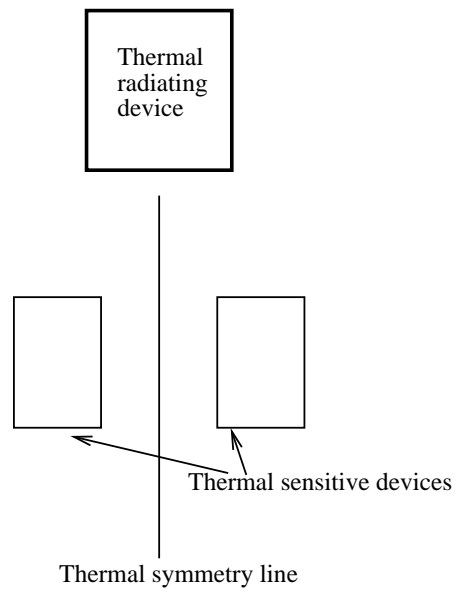 Thermal
radiating
device
Thermal sensitive devices
Thermal symmetry line